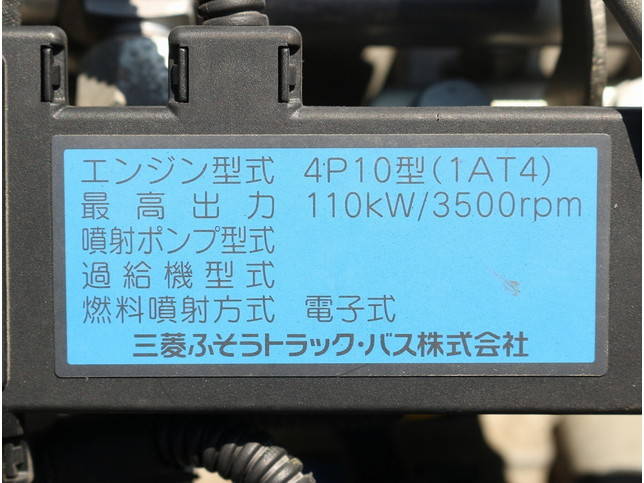 エンジン型式 4P10型(1AT4)
最高出力 110kW/3500rpm
噴射ポンプ型式
過給機型式
燃料噴射方式 電子式
三菱ふそうトラック・バス株式会社